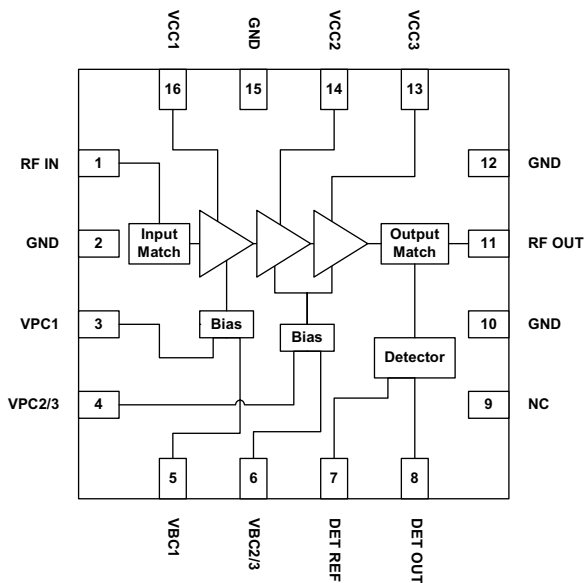 VCC1
GND
VCC2
VCC3
16
15
14
13
RF IN
1
12
GND
GND
2
Input
Match
Output
Match
11
RF OUT
VPC1
3
Bias
Bias
10
GND
Detector
VPC2/3
4
9
NC
5
6
7
8
VBC1
VBC2/3
DET REF
DET OUT